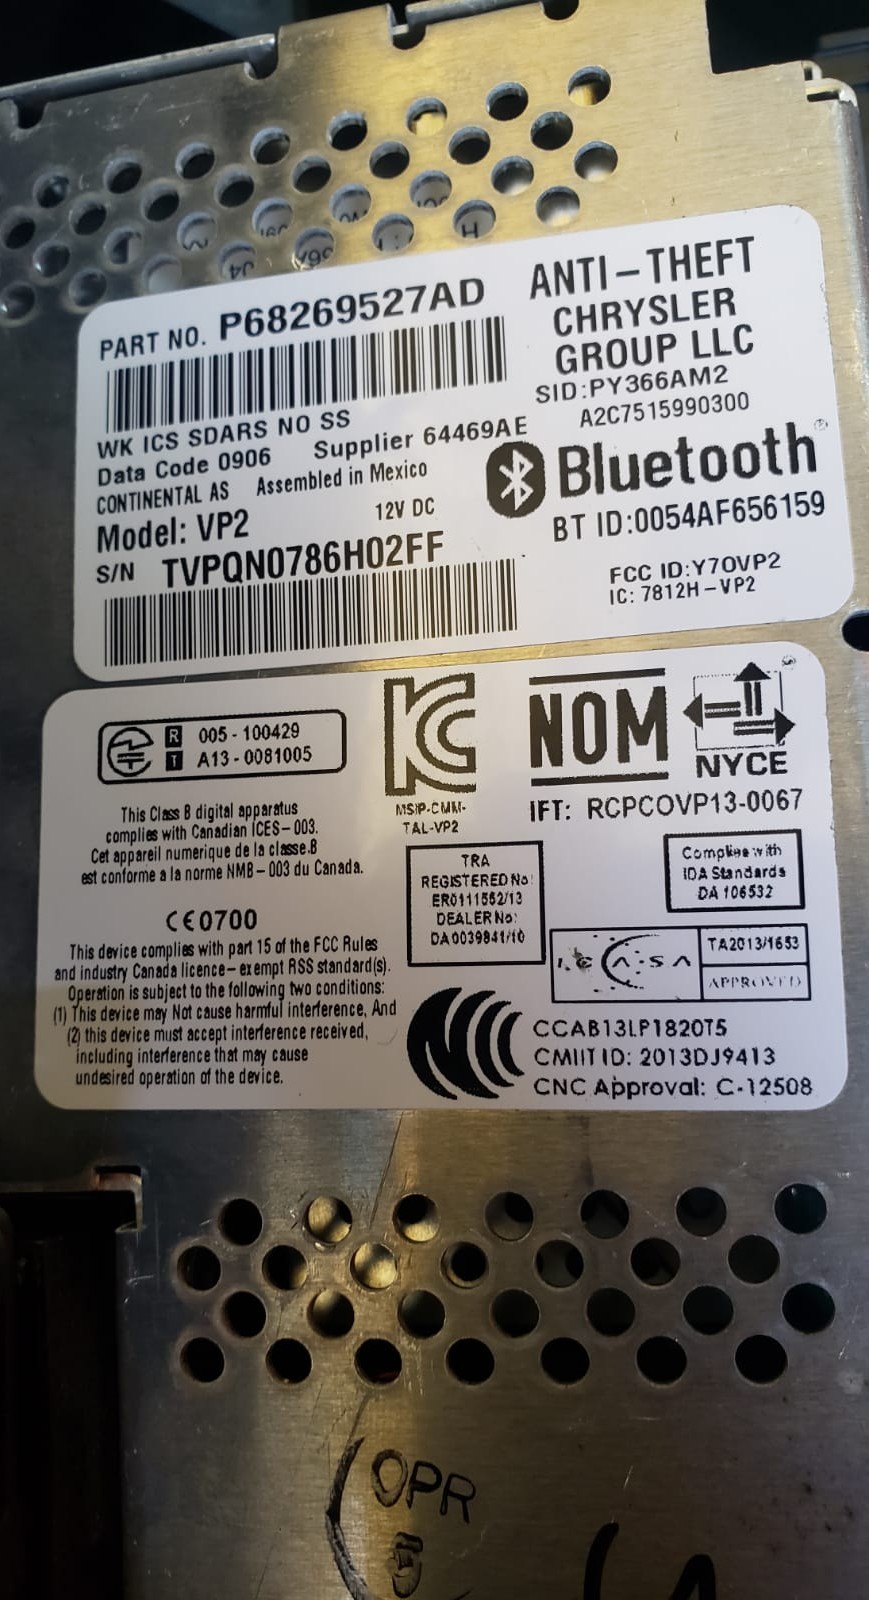 PART NO. P68269527AD
ANTI-THEFT
CHRYSLER
GROUP LLC
SID:PY366AM2
A2C7515990300
WK ICS SDARS NO SS
Data Code 0906 Supplier 64469AE
CONTINENTAL AS Assembled in Mexico
Model: VP2 12V DC
S/N TVPQN0786H02FF
Bluetooth®
BT ID:0054AF656159
FCC ID:Y7OVP2
IC: 7812H-VP2
R 005-100429
T A13-0081005
This Class B digital apparatus
complies with Canadian ICES-003.
Cet appareil numerique de la classe.B
est conforme a la norme NMB-003 du Canada.
CE0700
This device complies with part 15 of the FCC Rules
and industry Canada licence-exempt RSS standard(s).
Operation is subject to the following two conditions:
(1) This device may Not cause harmful interference, And
(2) this device must accept interference received,
including interference that may cause
undesired operation of the device.
KC
MSIP-CMM-
TAL-VP2
NOM
NYCE
IFT: RCPCOVP13-0067
TRA
REGISTERED No:
ER0111552/13
DEALER No:
DA0039841/10
Complies with
IDA Standards
DA 106532
ICASA
TA2013/1653
APPROVED
CCAB13LP1820T5
CMIIT ID: 2013DJ9413
CNC Approval: C-12508
OPR